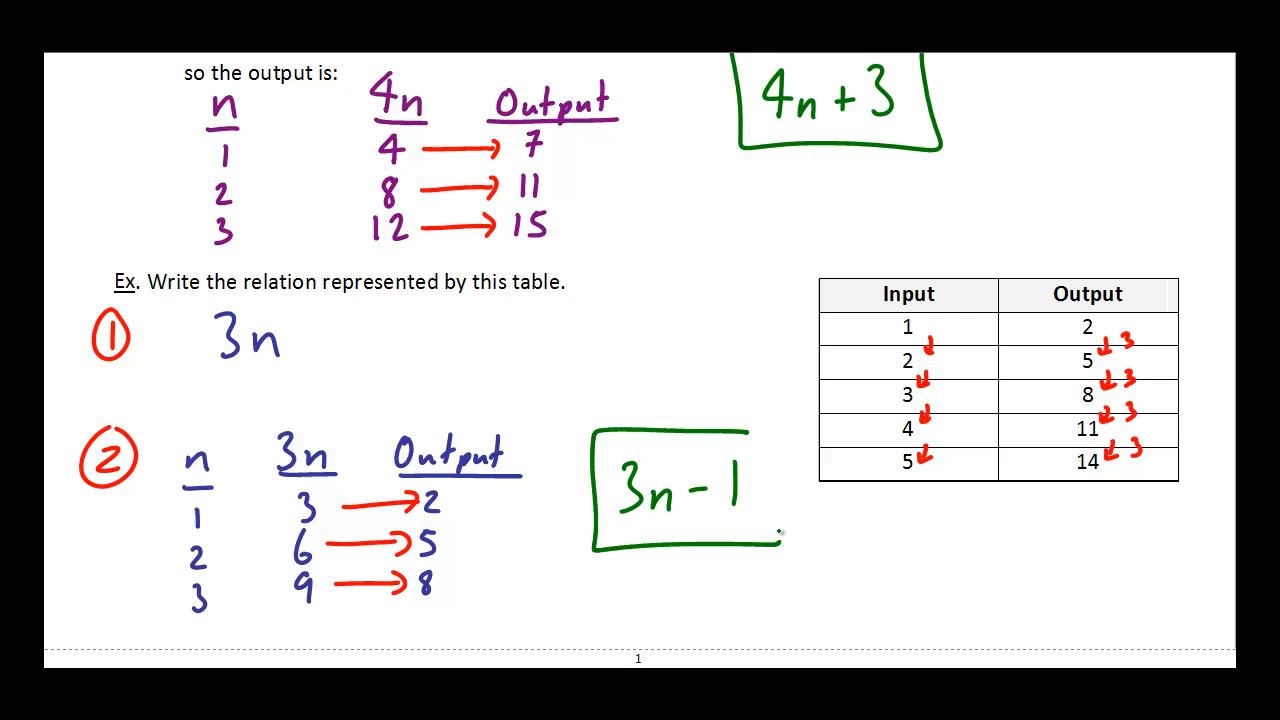 so the output is:
n 4n Output
1 4 7
2 8 11
3 12 15
4n + 3
Ex. Write the relation represented by this table.
1 3n
Input Output
1 2
3
2 5
3
3 8
3
4 11
3
5 14
2 n 3n Output
1 3 2
2 6 5
3 9 8
3n - 1
1